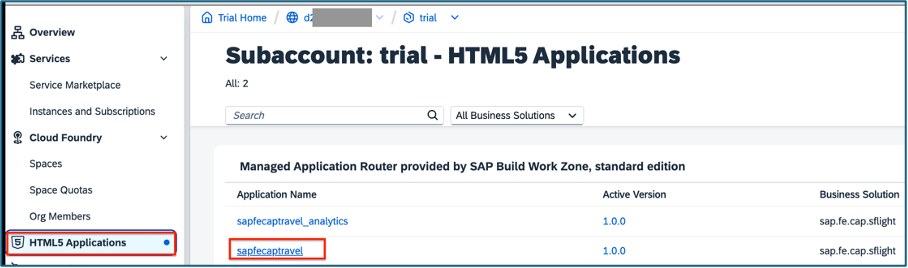 Trial Home / d2 / trial
Overview
Services
Service Marketplace
Instances and Subscriptions
Cloud Foundry
Spaces
Space Quotas
Org Members
HTML5 Applications
Subaccount: trial - HTML5 Applications
All: 2
Search
All Business Solutions
Managed Application Router provided by SAP Build Work Zone, standard edition
Application Name Active Version Business Solution
sapfecaptravel_analytics 1.0.0 sap.fe.cap.sflight
sapfecaptravel 1.0.0 sap.fe.cap.sflight